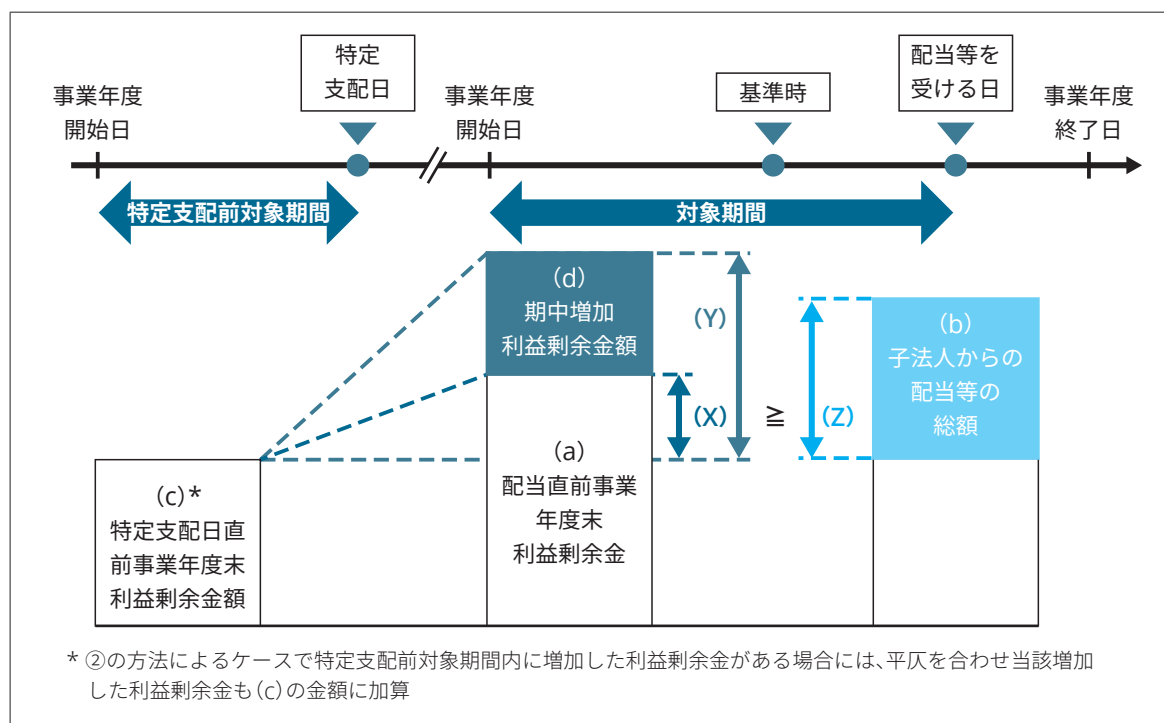 特定
支配日
配当等を
受ける日
事業年度
開始日
事業年度
開始日
基準時
事業年度
終了日
特定支配前対象期間
対象期間
（d）
期中増加
利益剰余金額
（Y）
（X）
≧
（Z）
（b）
子法人からの
配当等の
総額
（a）
配当直前事業
年度末
利益剰余金
（c）*
特定支配日直
前事業年度末
利益剰余金額
* ②の方法によるケースで特定支配前対象期間内に増加した利益剰余金がある場合には、平仄を合わせ当該増加
した利益剰余金も（c）の金額に加算